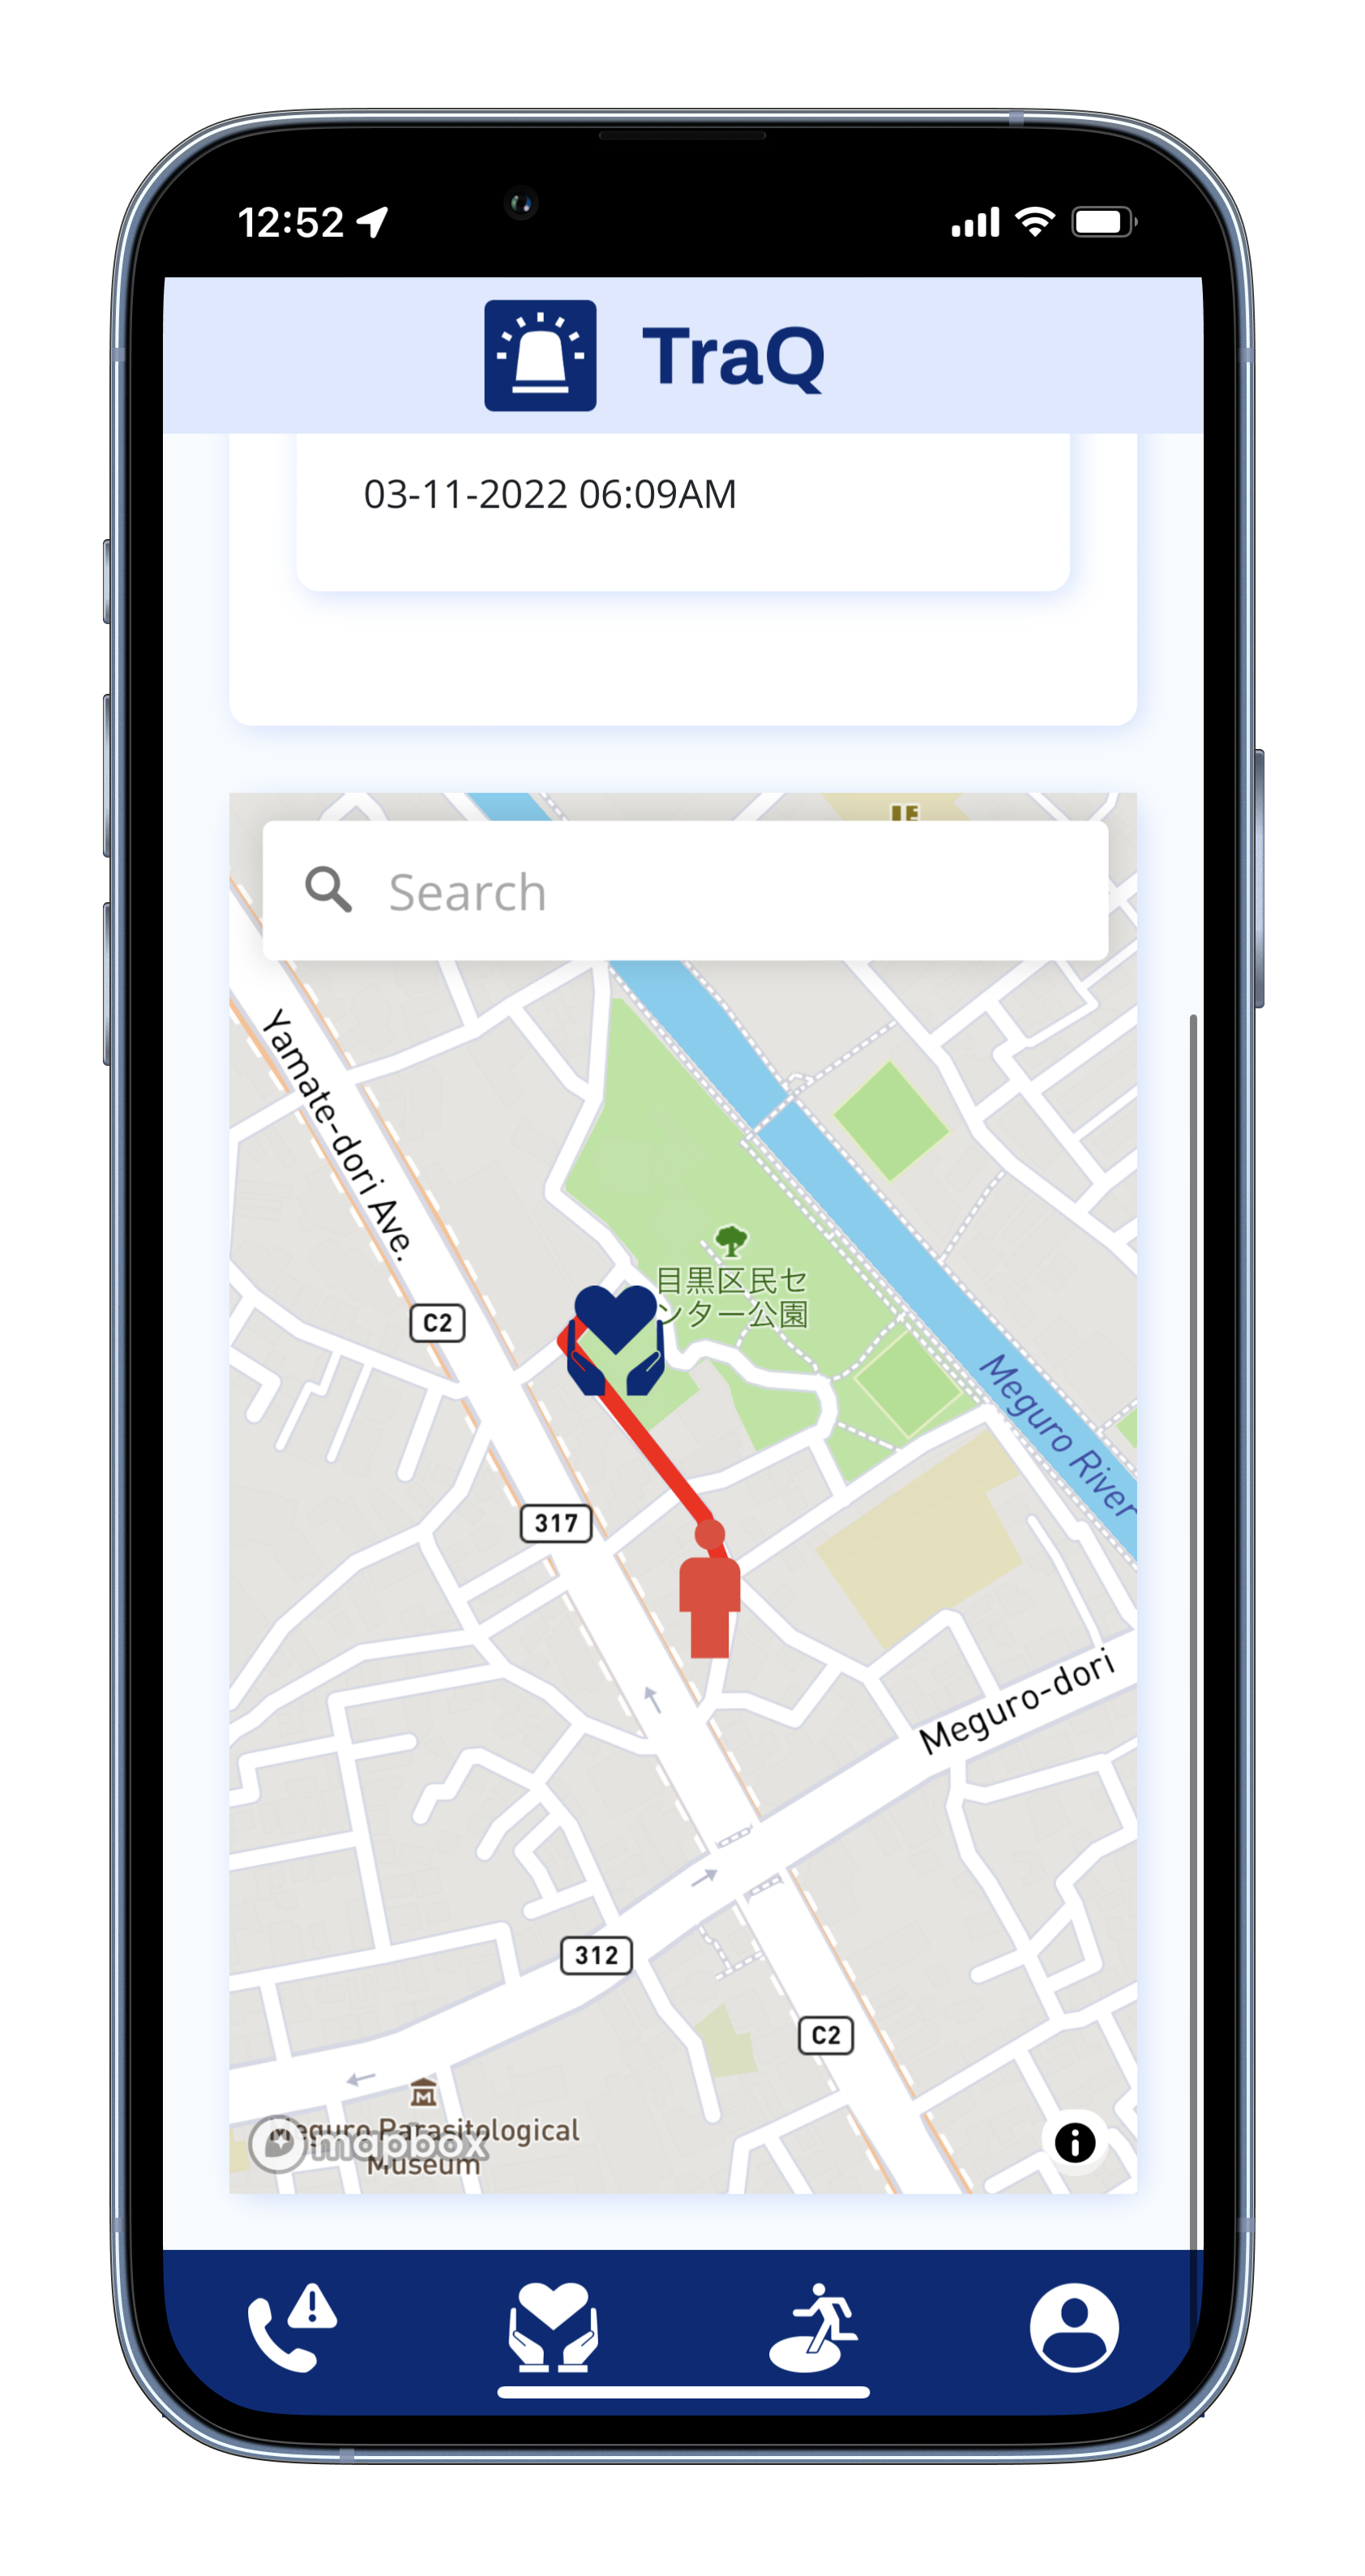 12:52
TraQ
03-11-2022 06:09AM
Search
Yamate-dori Ave.
目黒区民セ
ンター公園
C2
Meguro River
317
Meguro-dori
312
C2
M
Meguro Parasitological
Museum
mapbox